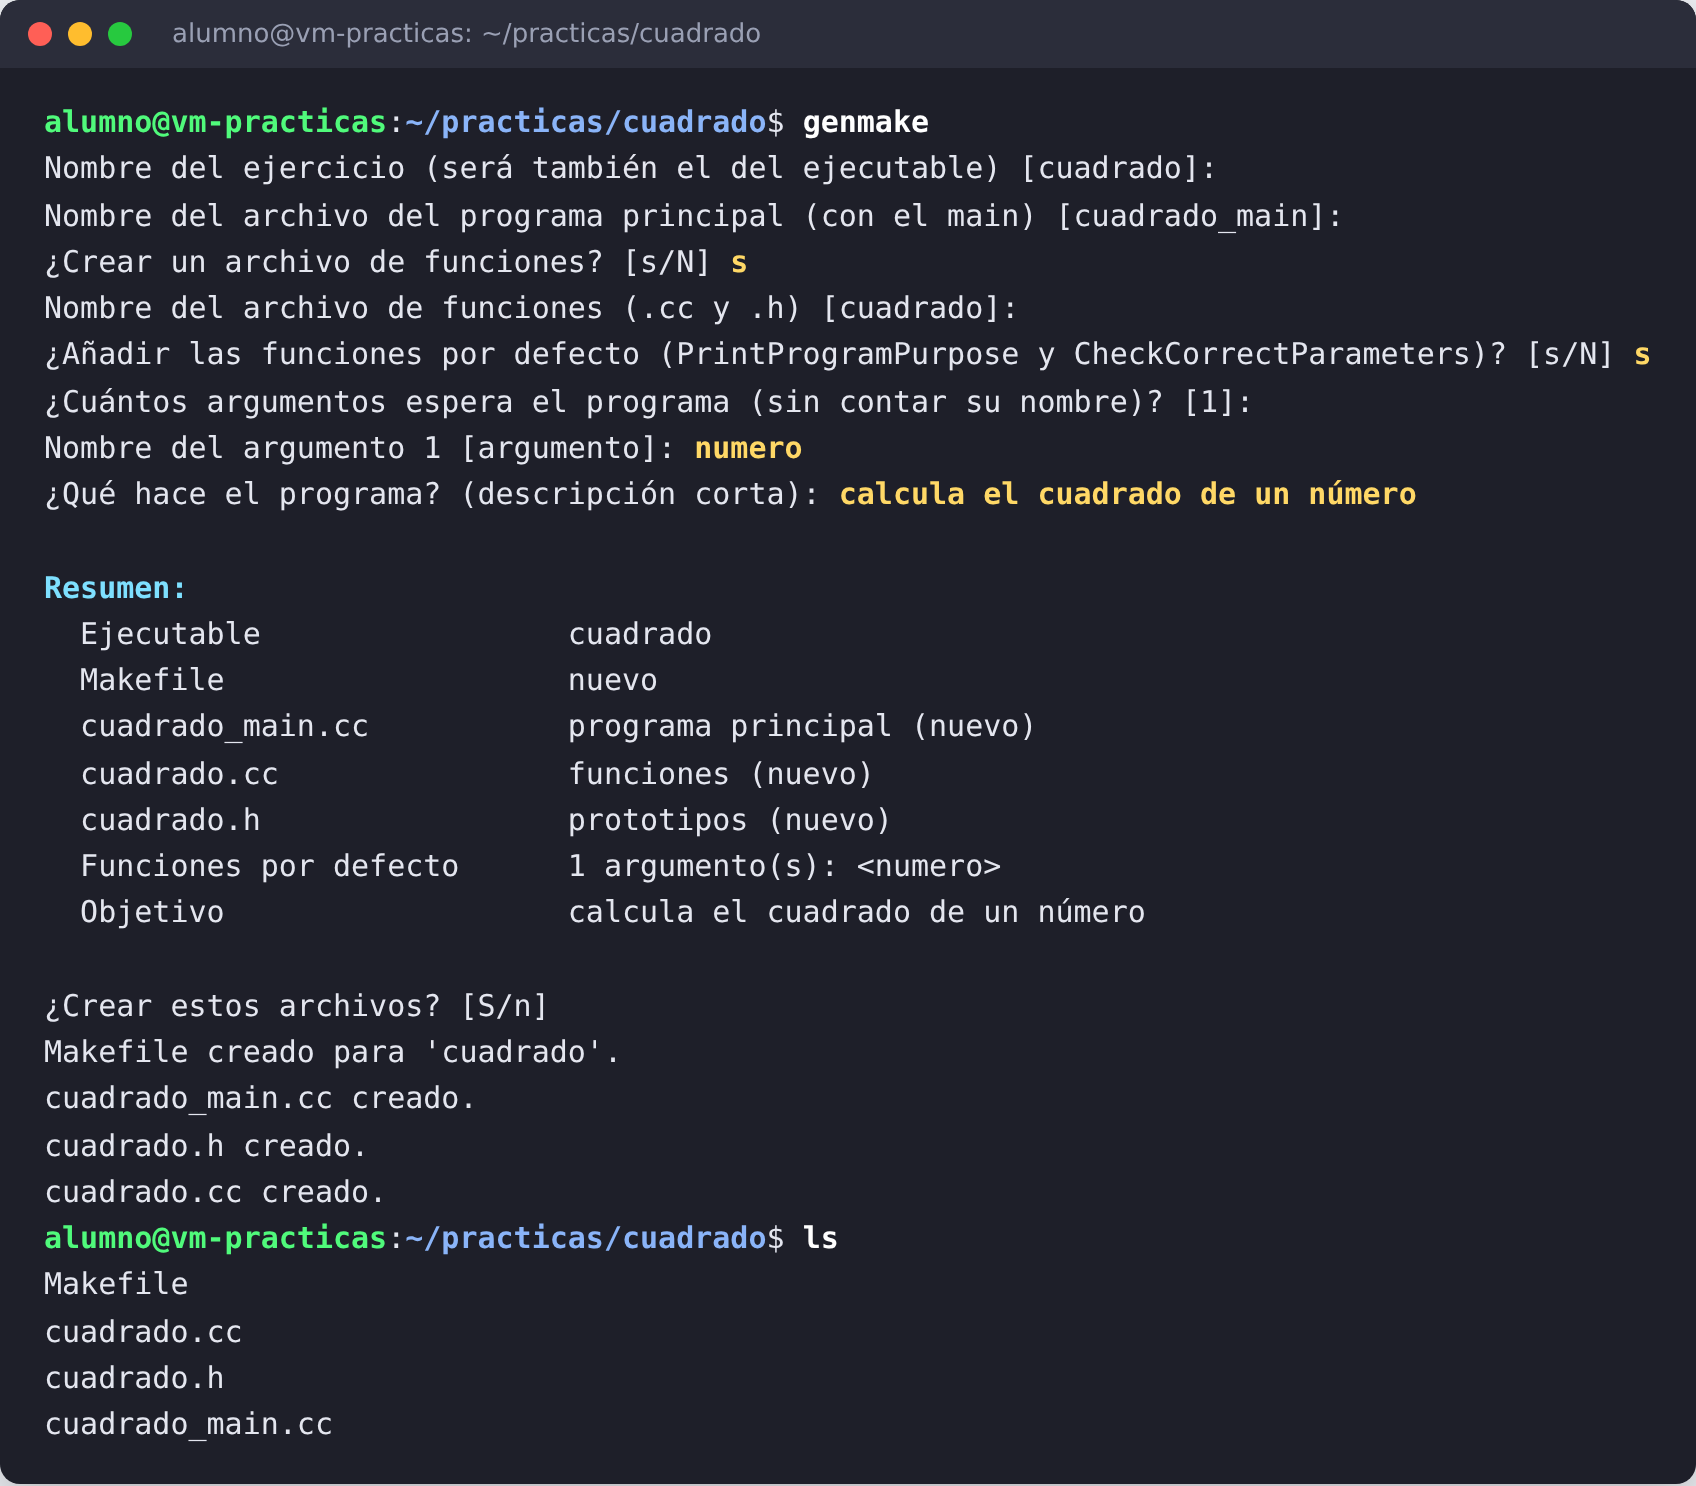 alumno@vm-practicas: ~/practicas/cuadrado
alumno@vm-practicas:~/practicas/cuadrado$ genmake
Nombre del ejercicio (será también el del ejecutable) [cuadrado]:
Nombre del archivo del programa principal (con el main) [cuadrado_main]:
¿Crear un archivo de funciones? [s/N] s
Nombre del archivo de funciones (.cc y .h) [cuadrado]:
¿Añadir las funciones por defecto (PrintProgramPurpose y CheckCorrectParameters)? [s/N] s
¿Cuántos argumentos espera el programa (sin contar su nombre)? [1]:
Nombre del argumento 1 [argumento]: numero
¿Qué hace el programa? (descripción corta): calcula el cuadrado de un número
Resumen:
Ejecutable cuadrado
Makefile nuevo
cuadrado_main.cc programa principal (nuevo)
cuadrado.cc funciones (nuevo)
cuadrado.h prototipos (nuevo)
Funciones por defecto 1 argumento(s): <numero>
Objetivo calcula el cuadrado de un número
¿Crear estos archivos? [S/n]
Makefile creado para 'cuadrado'.
cuadrado_main.cc creado.
cuadrado.h creado.
cuadrado.cc creado.
alumno@vm-practicas:~/practicas/cuadrado$ ls
Makefile
cuadrado.cc
cuadrado.h
cuadrado_main.cc